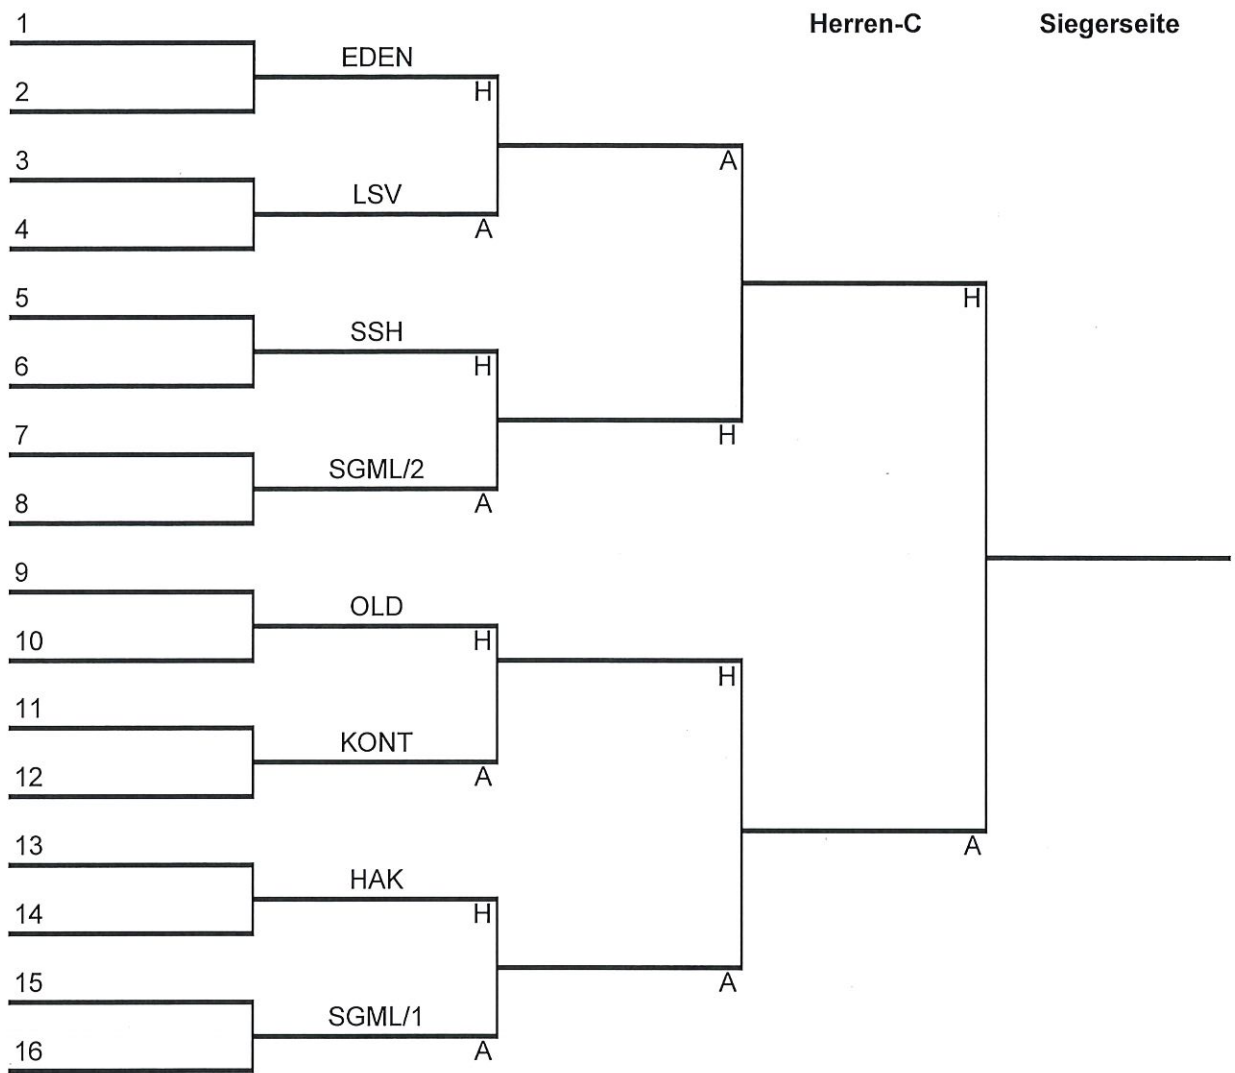 1 Herren-C Siegerseite
EDEN
2 H
3 A
LSV
4 A
5 H
SSH
6 H
7 H
SGML/2
8 A
9
OLD
10 H
H
11
KONT
12 A
13 A
HAK
14 H
15 A
SGML/1
16 A